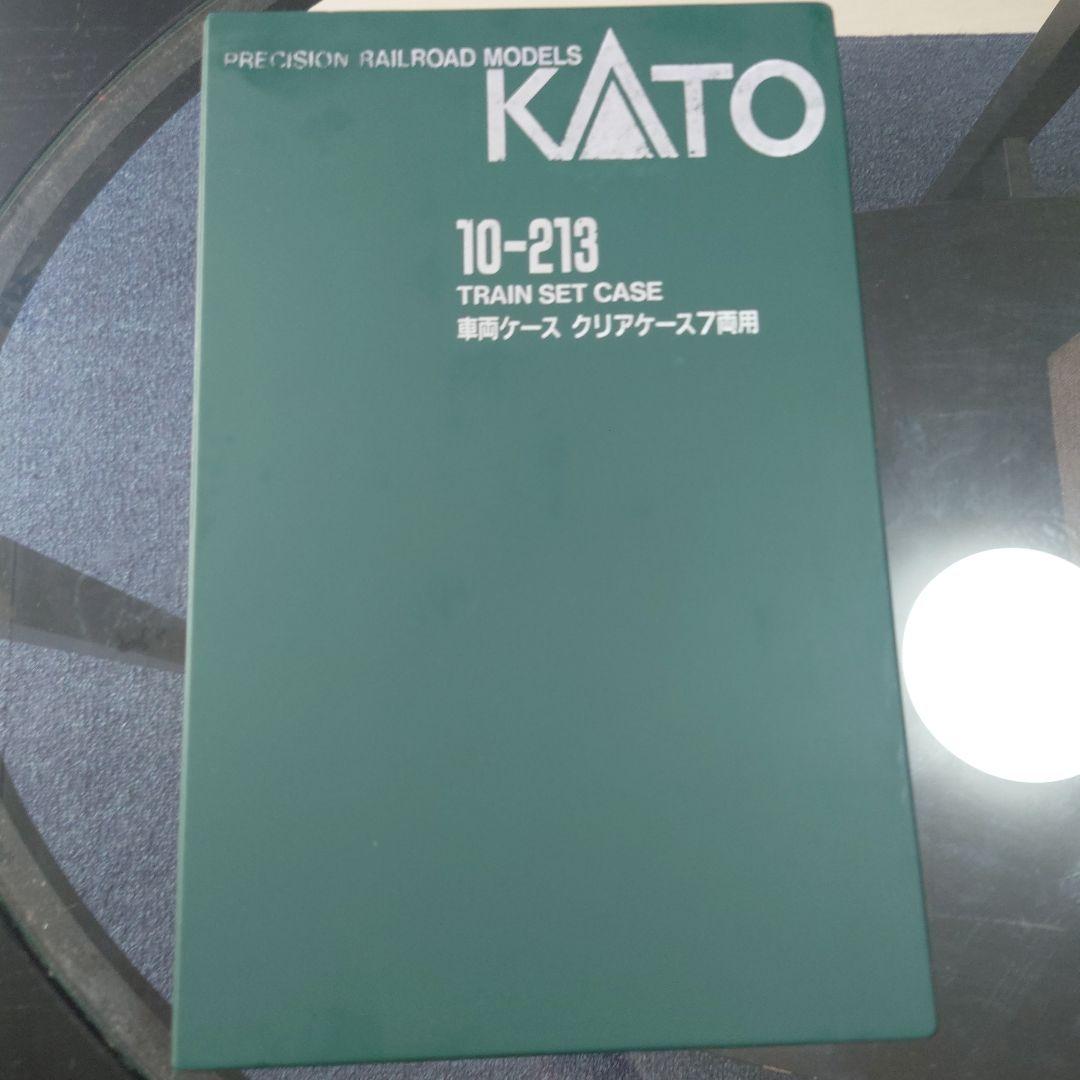 PRECISION RAILROAD MODELS
KATO
10-213
TRAIN SET CASE
車両ケース クリアケース7両用